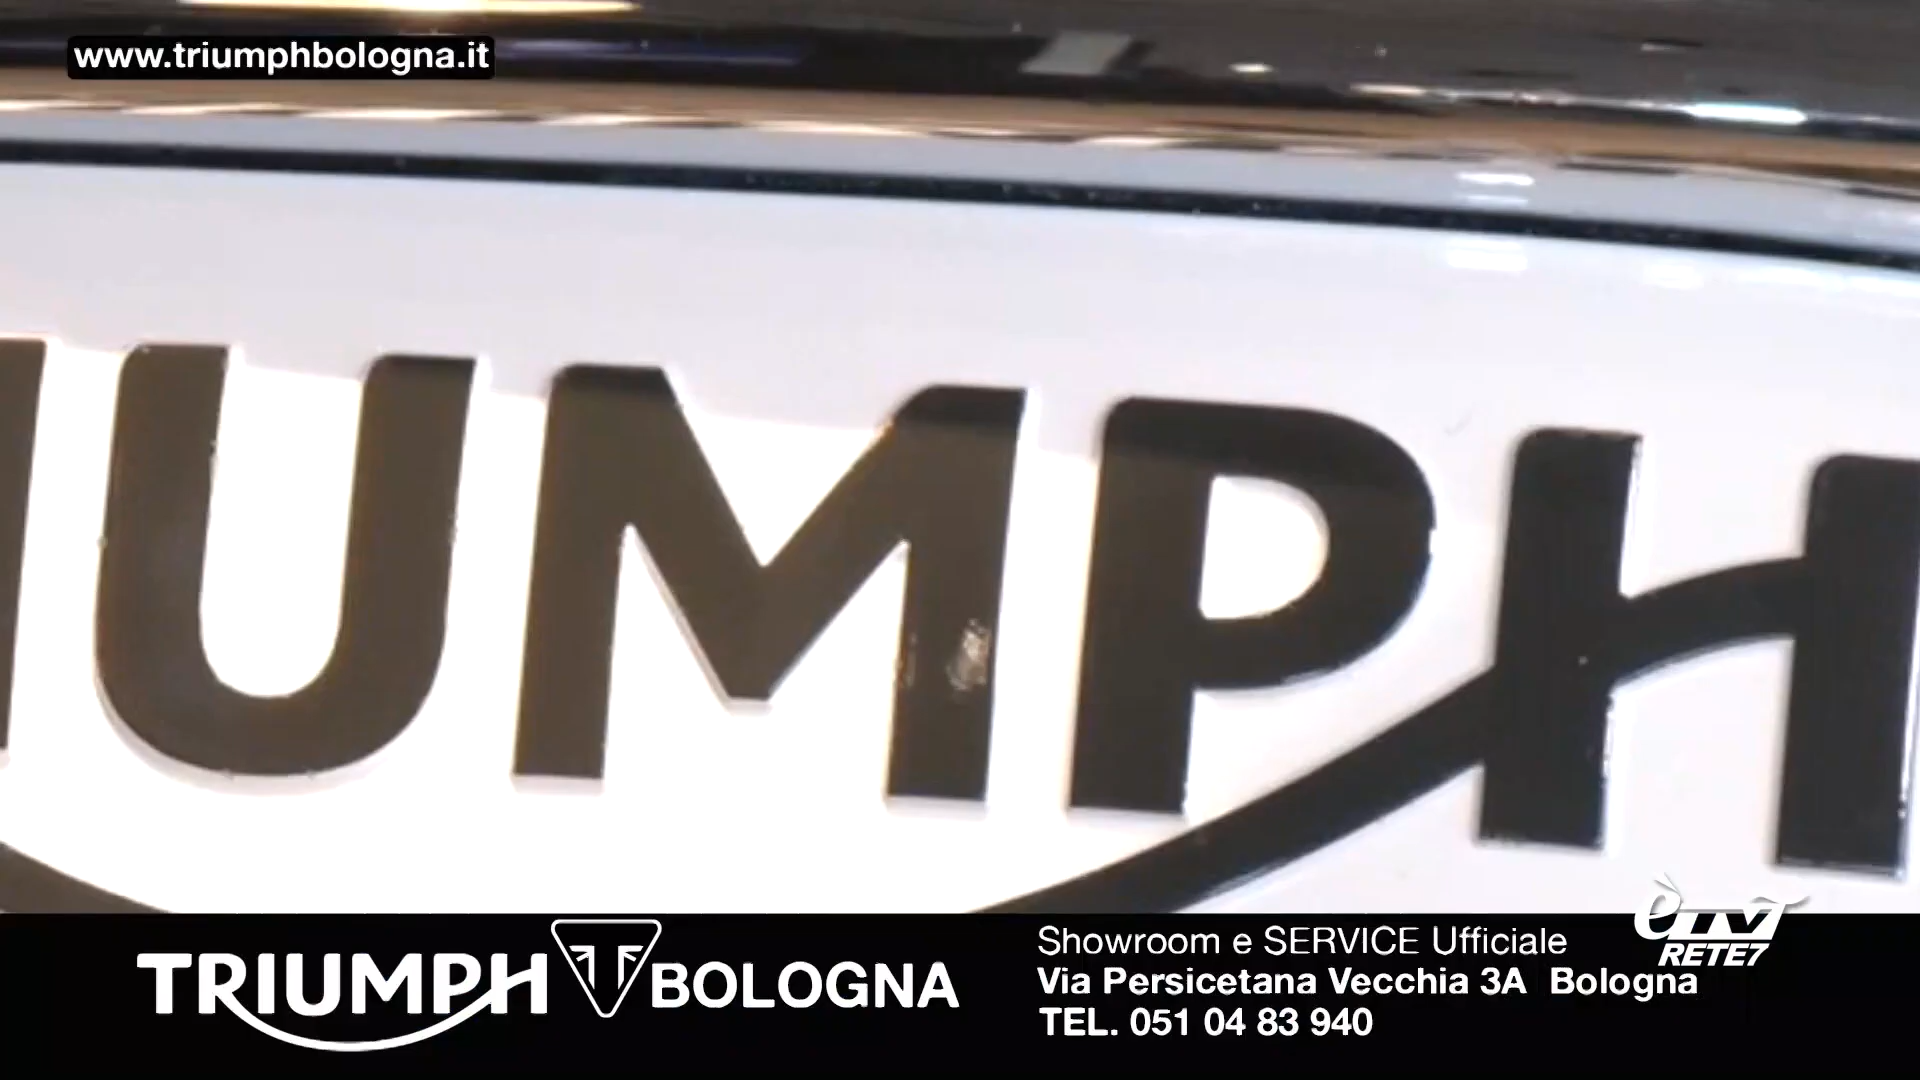 www.triumphbologna.it
IUMPH
TRIUMPH BOLOGNA
Showroom e SERVICE Ufficiale
Via Persicetana Vecchia 3A Bologna
TEL. 051 04 83 940
èTV
RETE7